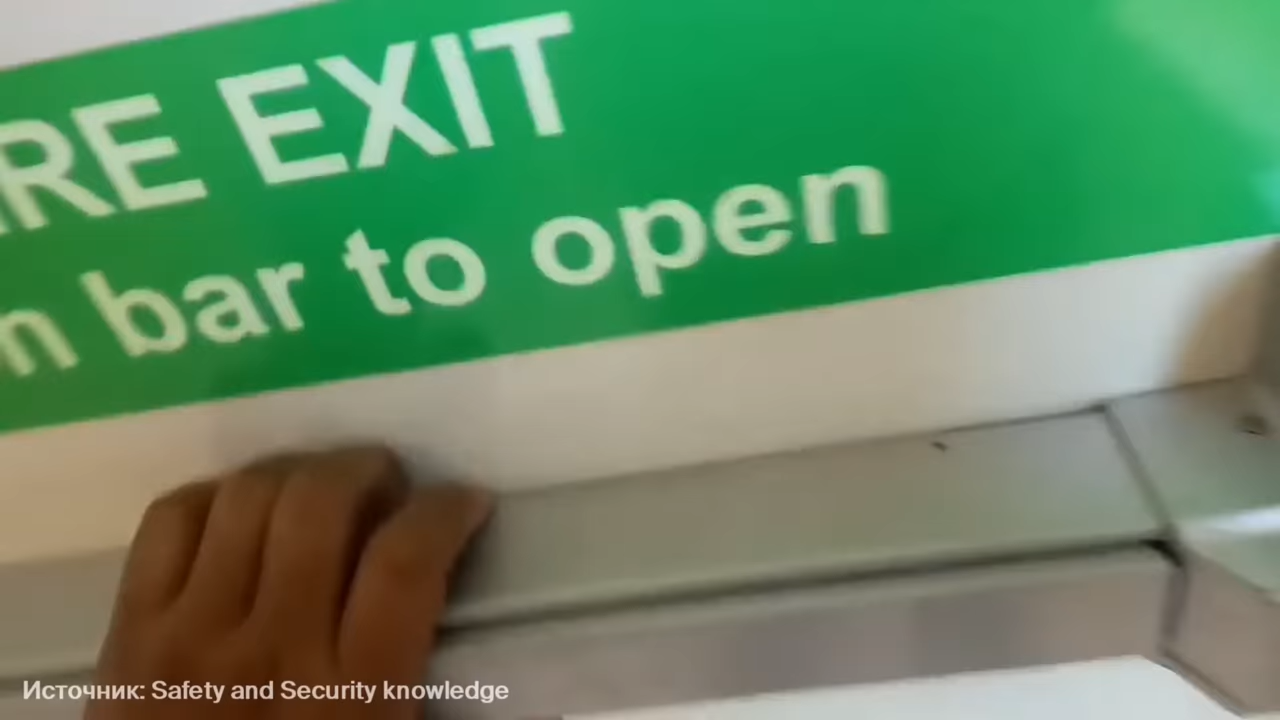 RE EXIT
bar to open
Источник: Safety and Security knowledge